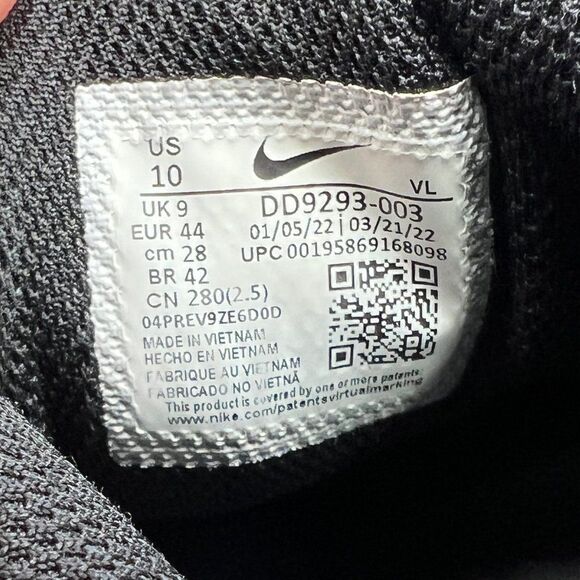 US
10
VL
UK 9
DD9293-003
EUR 44
01/05/22 | 03/21/22
cm 28
UPC 00195869168098
BR 42
CN 280(2.5)
04PREV9ZE6D0D
MADE IN VIETNAM
HECHO EN VIETNAM
FABRIQUE AU VIETNAM
FABRICADO NO VIETNÃ
This product is covered by one or more patents
www.nike.com/patentsvirtualmarking